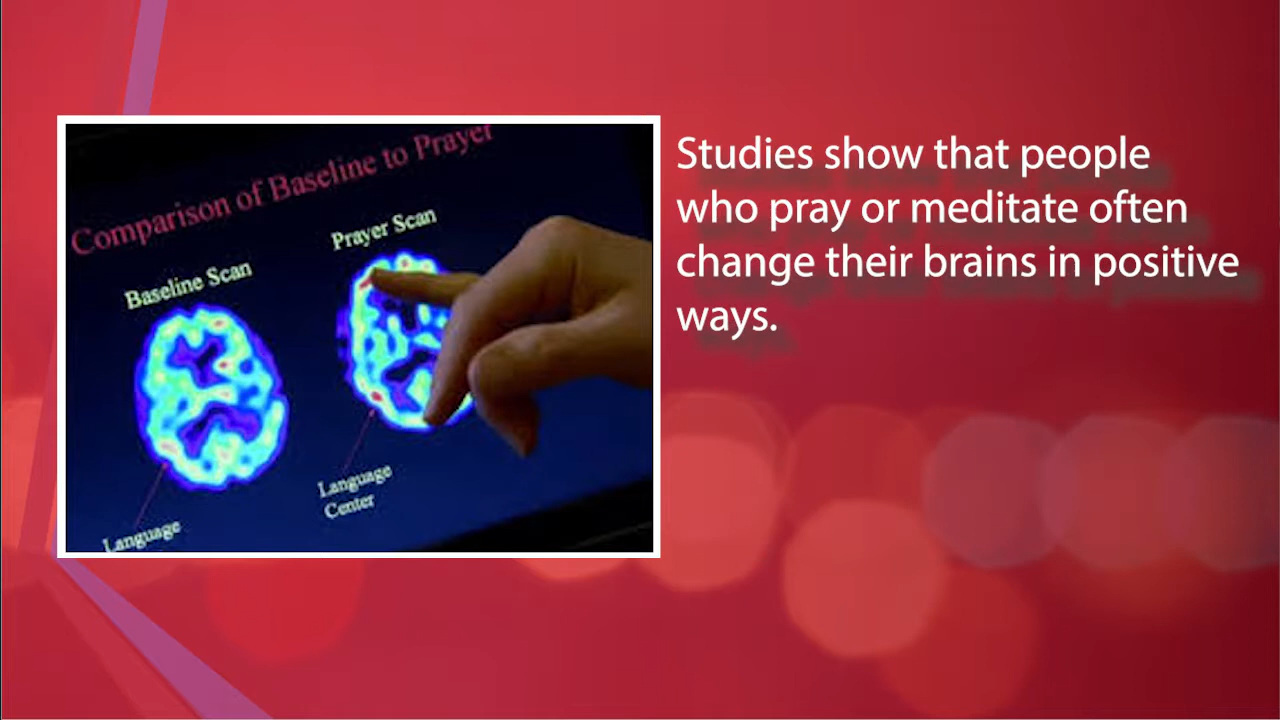 Comparison of Baseline to Prayer
Prayer Scan
Baseline Scan
Language
Center
Language
Studies show that people
who pray or meditate often
change their brains in positive
ways.